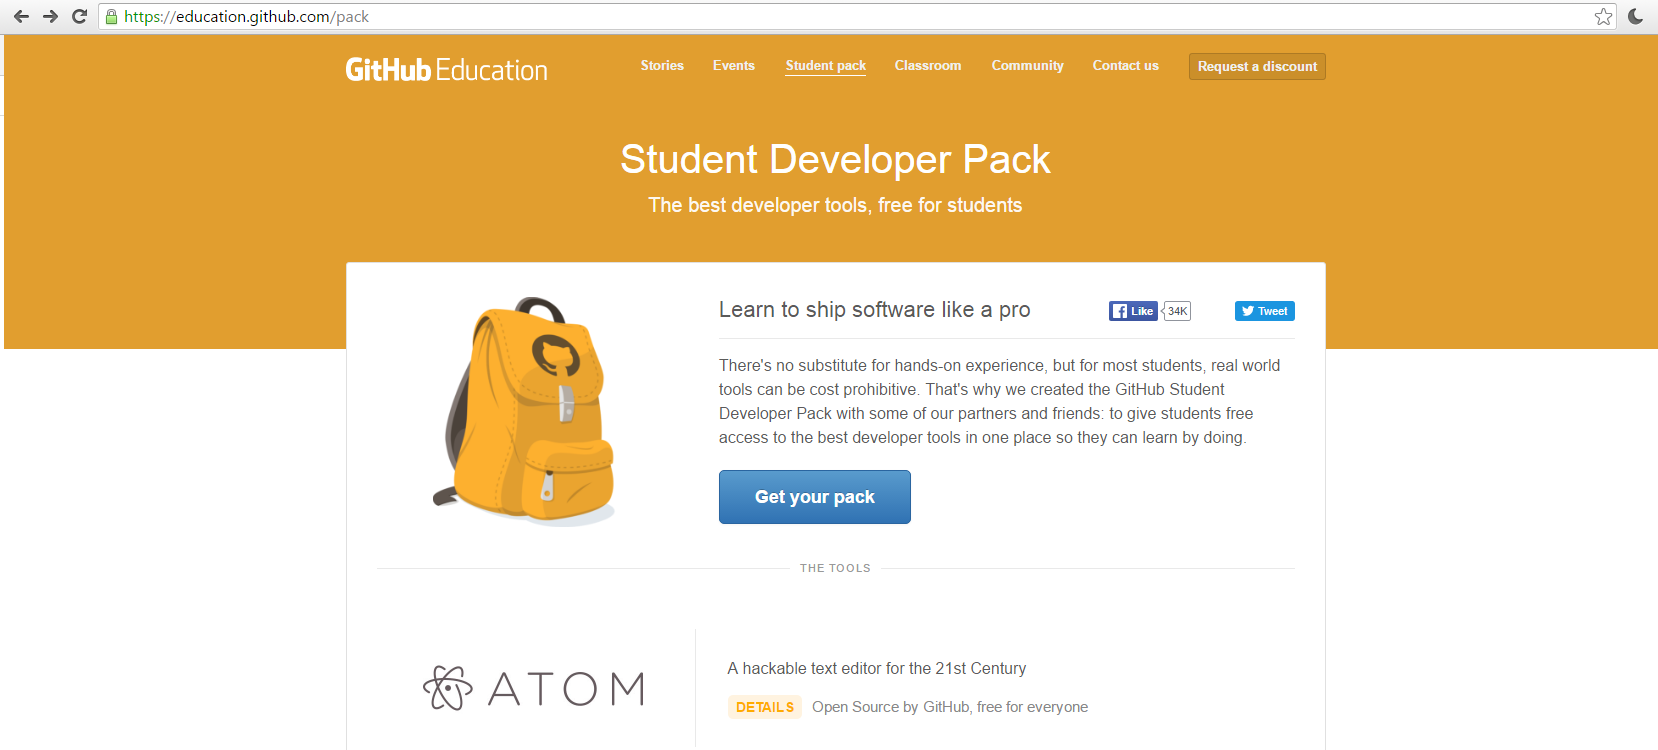 https://education.github.com/pack
GitHub Education
Stories Events Student pack Classroom Community Contact us Request a discount
Student Developer Pack
The best developer tools, free for students
Learn to ship software like a pro
Like 34K Tweet
There's no substitute for hands-on experience, but for most students, real world
tools can be cost prohibitive. That's why we created the GitHub Student
Developer Pack with some of our partners and friends: to give students free
access to the best developer tools in one place so they can learn by doing.
Get your pack
THE TOOLS
ATOM
A hackable text editor for the 21st Century
DETAILS Open Source by GitHub, free for everyone